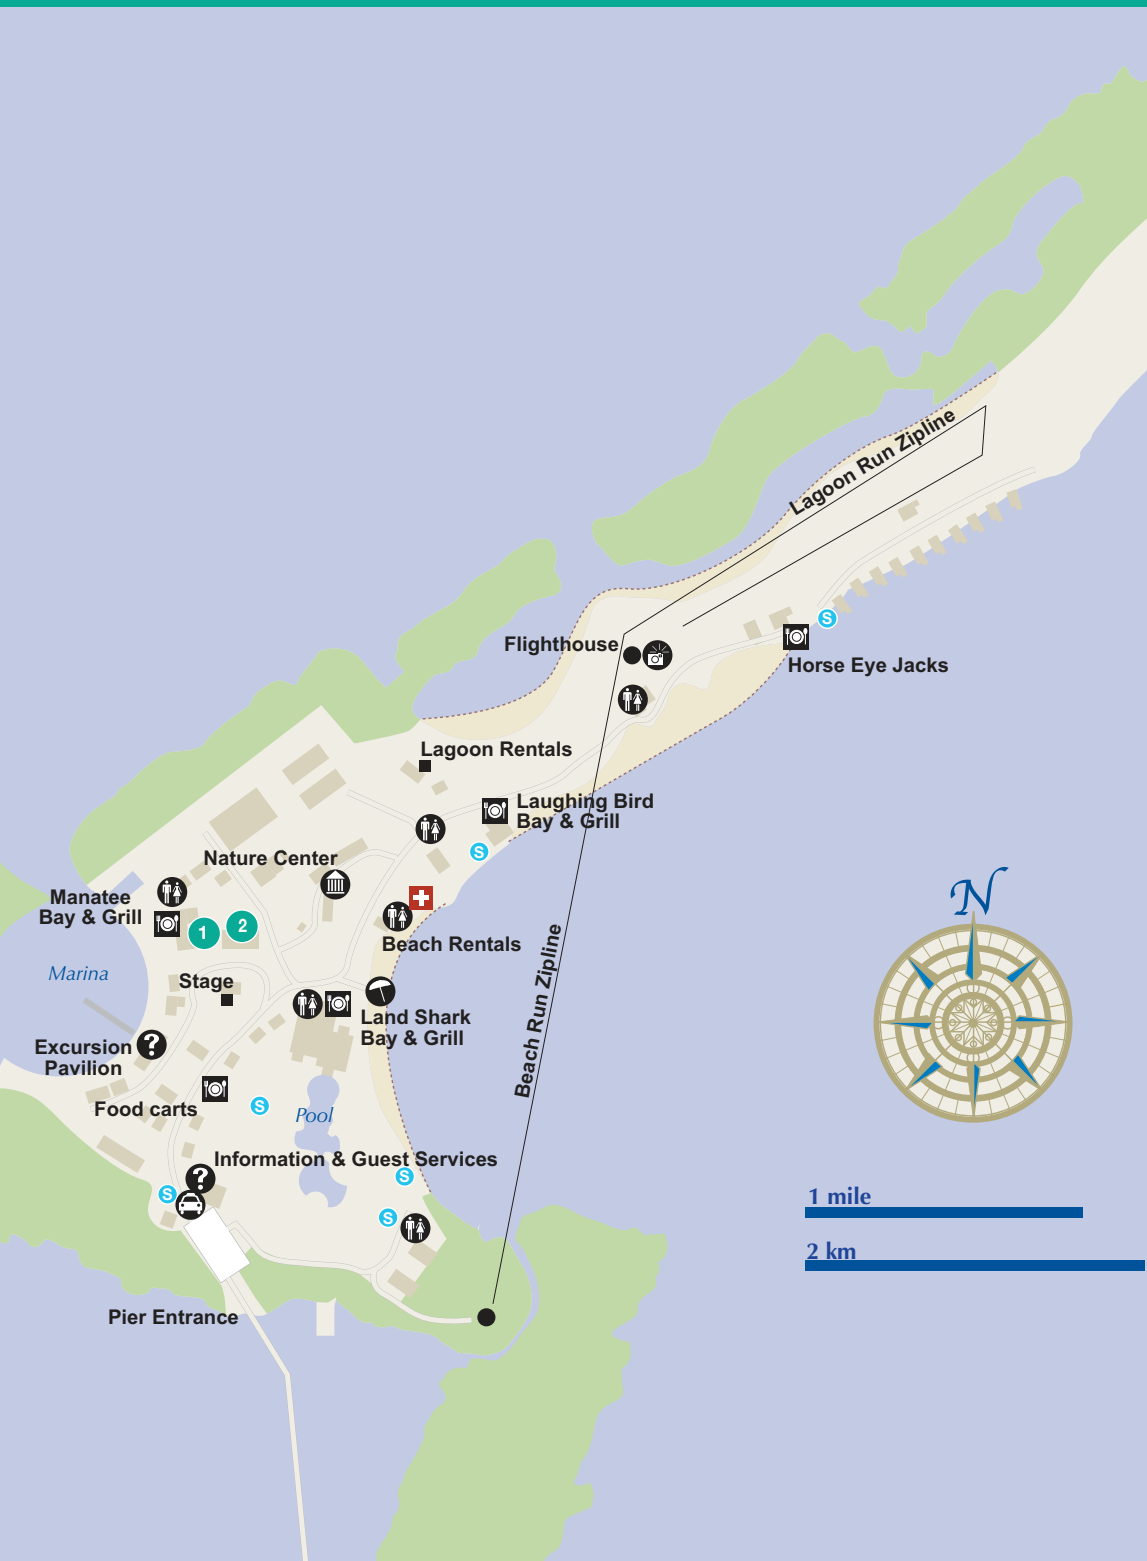 Lagoon Run Zipline
Flighthouse
Horse Eye Jacks
Lagoon Rentals
Laughing Bird
Bay & Grill
Nature Center
Manatee
Bay & Grill
1
2
Beach Rentals
Marina
Stage
Land Shark
Bay & Grill
Beach Run Zipline
Excursion
Pavilion
Food carts
Pool
Information & Guest Services
Pier Entrance
S
S
S
S
S
S
?
?
N
1 mile
2 km